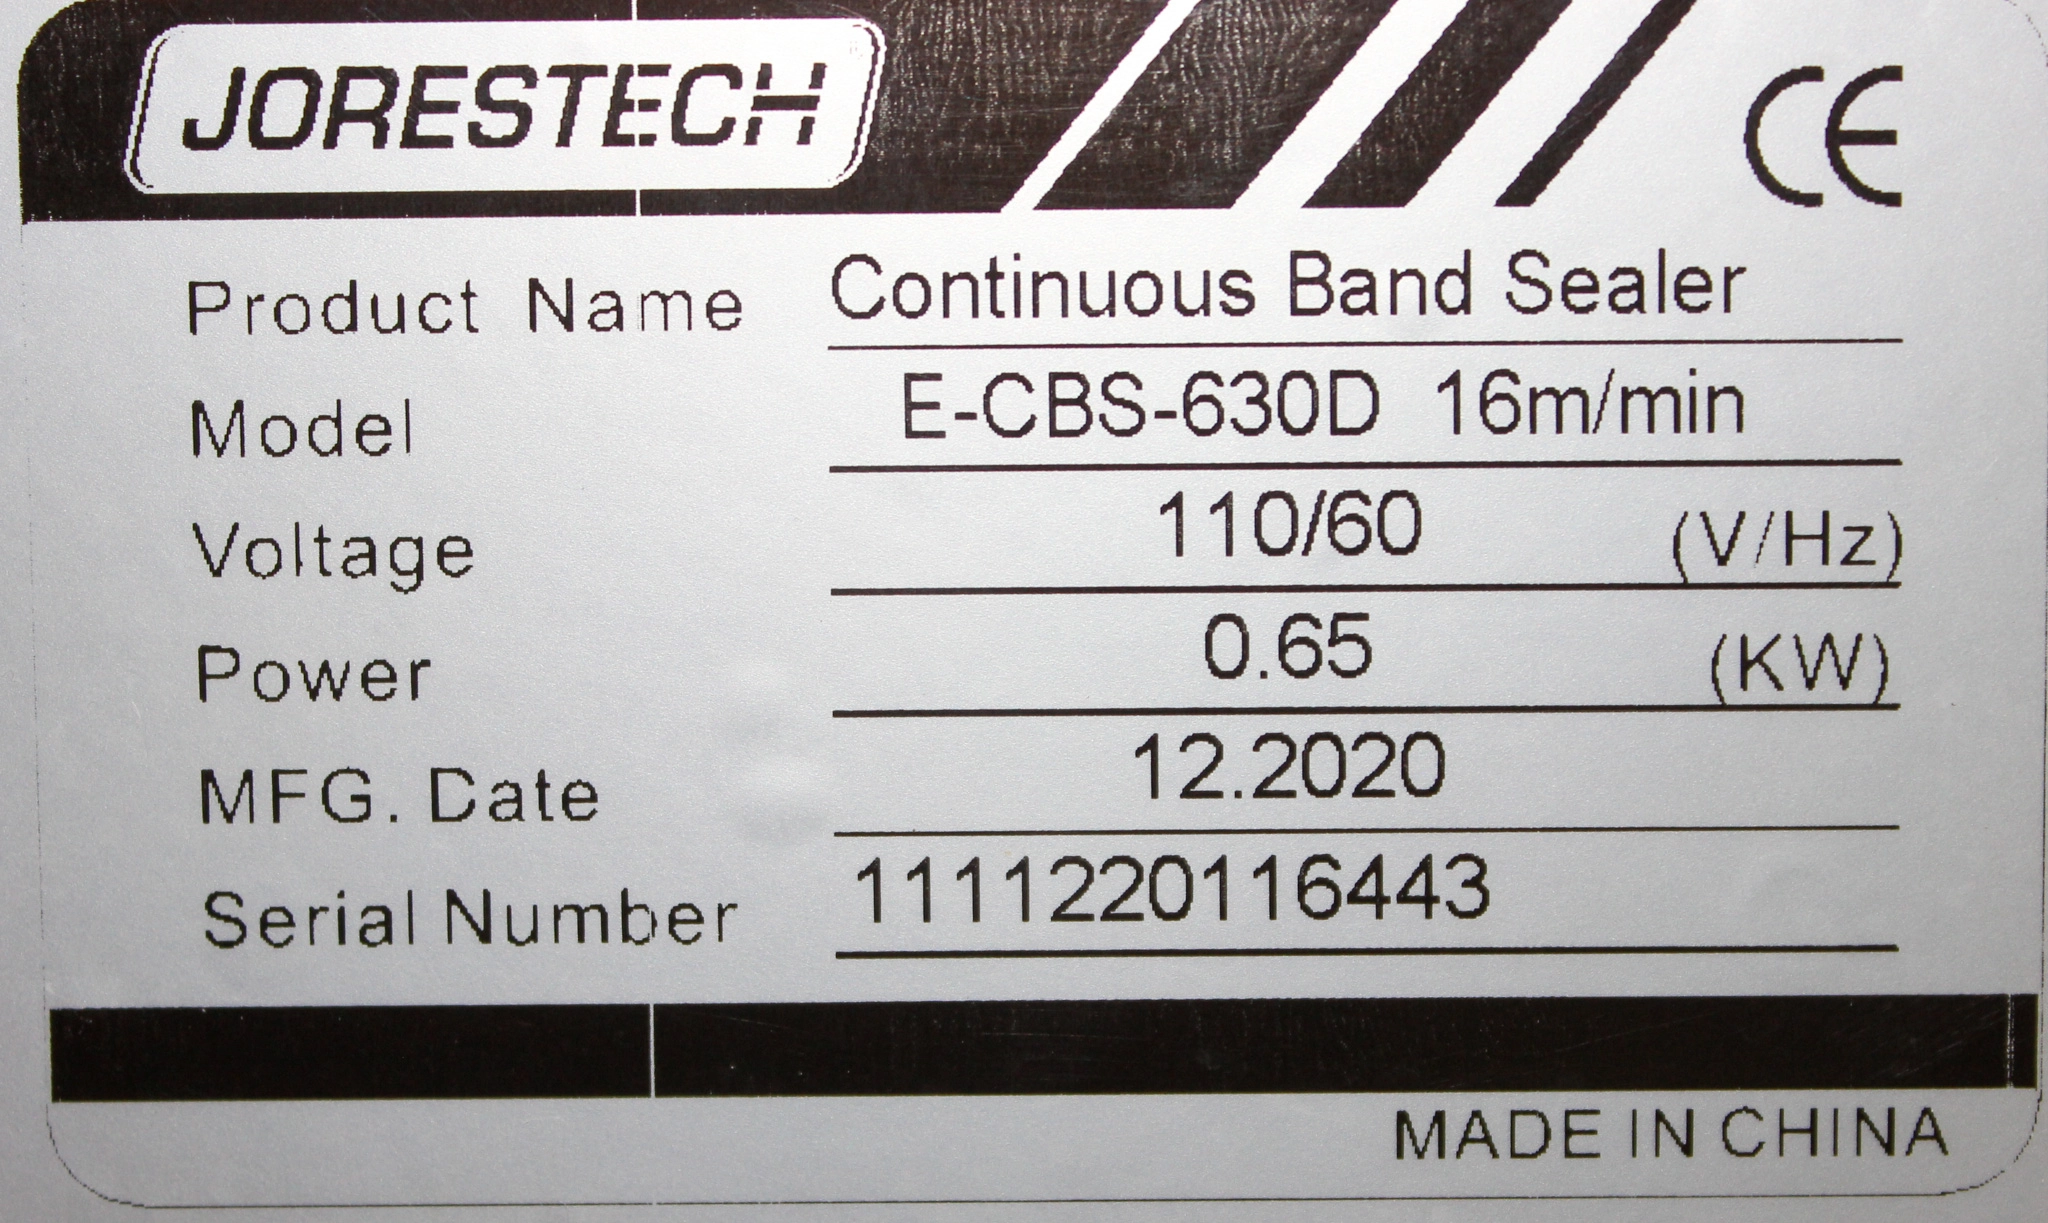 JORESTECH CE
Product Name Continuous Band Sealer
Model E-CBS-630D 16m/min
Voltage 110/60 (V/Hz)
Power 0.65 (KW)
MFG. Date 12.2020
Serial Number 1111220116443
MADE IN CHINA